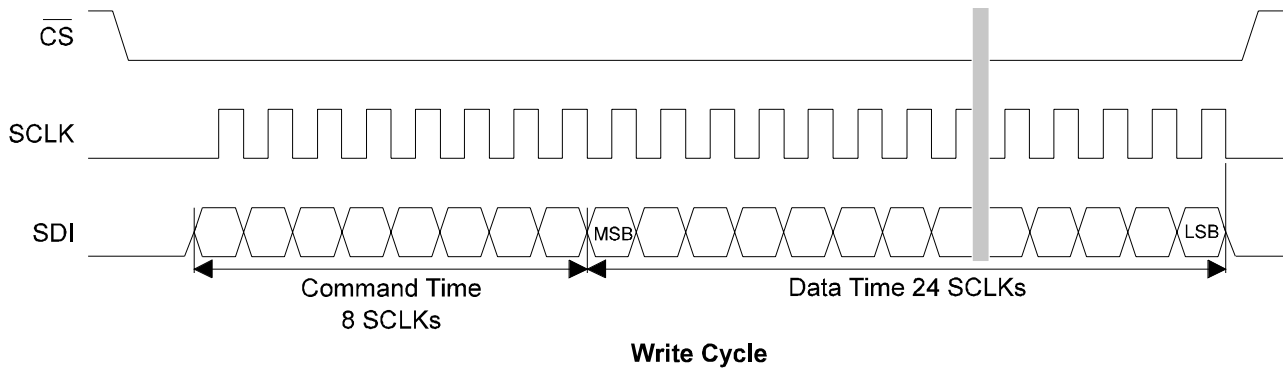 CS
SCLK
SDI
MSB
LSB
Command Time
8 SCLKs
Data Time 24 SCLKs
Write Cycle